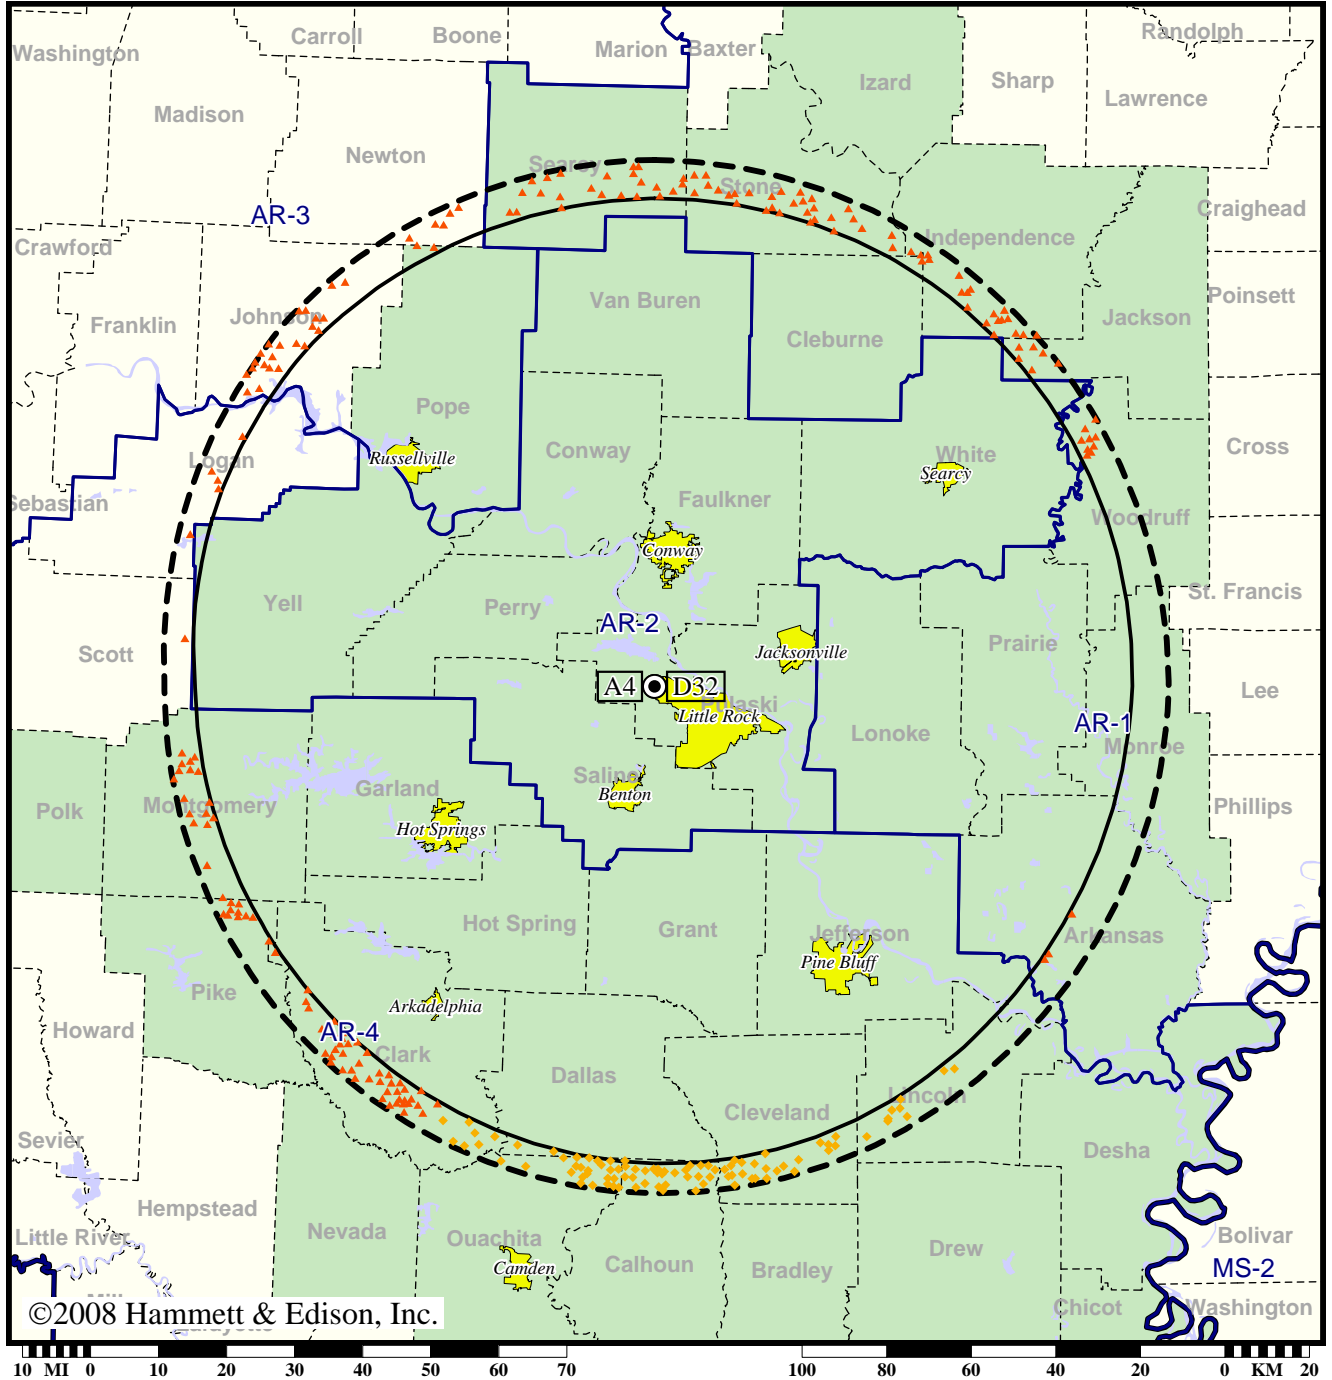 Carroll
Boone
Marion
Baxter
Randolph
Washington
Izard
Sharp
Lawrence
Madison
Newton
Searcy
Stone
AR-3
Craighead
Crawford
Independence
Van Buren
Poinsett
Franklin
Johnson
Jackson
Cleburne
Pope
Conway
White
Cross
Russellville
Logan
Searcy
Sebastian
Faulkner
Woodruff
Conway
Yell
Perry
St. Francis
AR-2
Prairie
Jacksonville
Scott
A4
D32
Lee
Pulaski
Little Rock
AR-1
Lonoke
Monroe
Saline
Garland
Benton
Montgomery
Polk
Phillips
Hot Springs
Hot Spring
Grant
Jefferson
Arkansas
Pine Bluff
Pike
Arkadelphia
Howard
AR-4
Clark
Dallas
Lincoln
Cleveland
Sevier
Desha
Hempstead
Nevada
Ouachita
Little River
Bolivar
Drew
Camden
Calhoun
Bradley
MS-2
Chicot
Washington
©2008 Hammett & Edison, Inc.
10 MI 0 10 20 30 40 50 60 70 100 80 60 40 20 0 KM 20